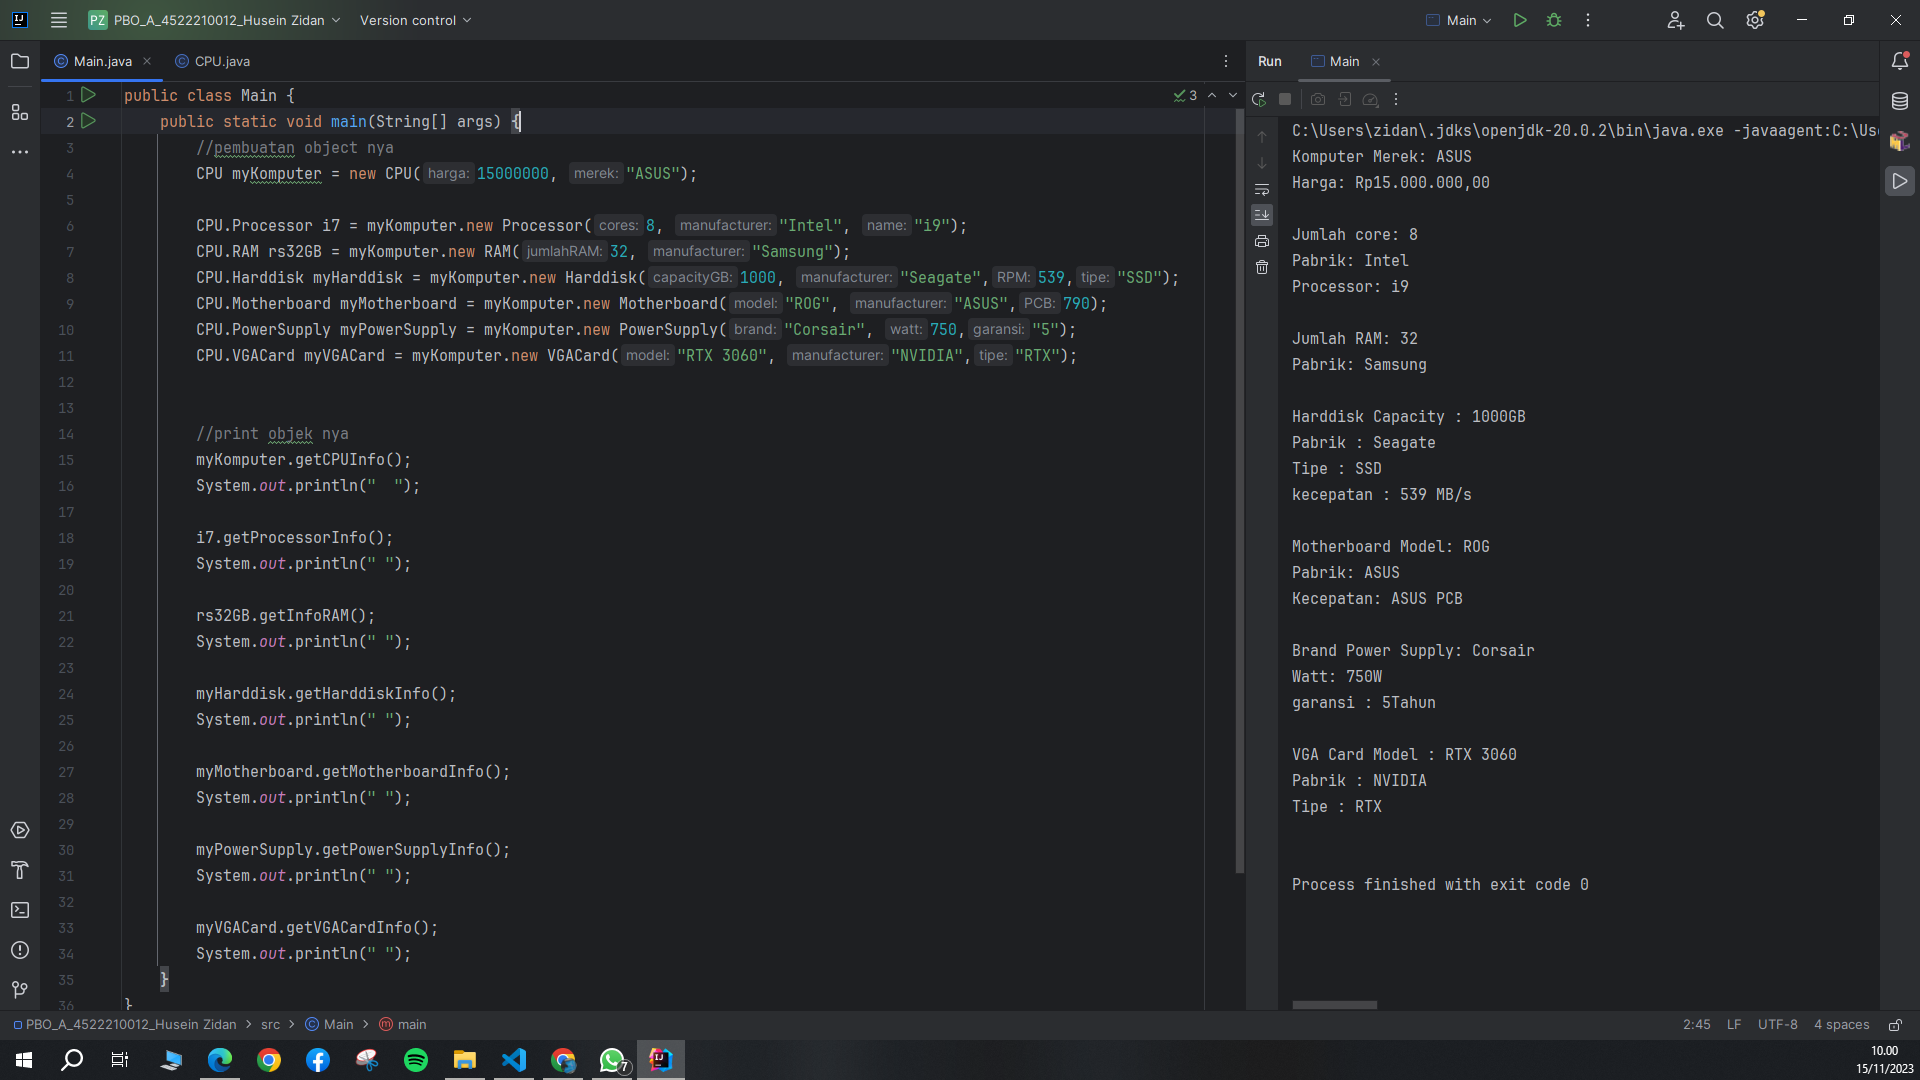 PZ PBO_A_4522210012_Husein Zidan Version control Main
Main.java CPU.java
1 public class Main {
2 public static void main(String[] args) {
3 //pembuatan object nya
4 CPU myKomputer = new CPU( harga: 15000000, merek: "ASUS");
5
6 CPU.Processor i7 = myKomputer.new Processor( cores: 8, manufacturer: "Intel", name: "i9");
7 CPU.RAM rs32GB = myKomputer.new RAM( jumlahRAM: 32, manufacturer: "Samsung");
8 CPU.Harddisk myHarddisk = myKomputer.new Harddisk( capacityGB: 1000, manufacturer: "Seagate", RPM: 539, tipe: "SSD");
9 CPU.Motherboard myMotherboard = myKomputer.new Motherboard( model: "ROG", manufacturer: "ASUS", PCB: 790);
10 CPU.PowerSupply myPowerSupply = myKomputer.new PowerSupply( brand: "Corsair", watt: 750, garansi: "5");
11 CPU.VGACard myVGACard = myKomputer.new VGACard( model: "RTX 3060", manufacturer: "NVIDIA", tipe: "RTX");
12
13
14 //print objek nya
15 myKomputer.getCPUInfo();
16 System.out.println("  ");
17
18 i7.getProcessorInfo();
19 System.out.println(" ");
20
21 rs32GB.getInfoRAM();
22 System.out.println(" ");
23
24 myHarddisk.getHarddiskInfo();
25 System.out.println(" ");
26
27 myMotherboard.getMotherboardInfo();
28 System.out.println(" ");
29
30 myPowerSupply.getPowerSupplyInfo();
31 System.out.println(" ");
32
33 myVGACard.getVGACardInfo();
34 System.out.println(" ");
35 }
36 }
3
Run Main
C:\Users\zidan\.jdks\openjdk-20.0.2\bin\java.exe -javaagent:C:\Use
Komputer Merek: ASUS
Harga: Rp15.000.000,00
Jumlah core: 8
Pabrik: Intel
Processor: i9
Jumlah RAM: 32
Pabrik: Samsung
Harddisk Capacity : 1000GB
Pabrik : Seagate
Tipe : SSD
kecepatan : 539 MB/s
Motherboard Model: ROG
Pabrik: ASUS
Kecepatan: ASUS PCB
Brand Power Supply: Corsair
Watt: 750W
garansi : 5Tahun
VGA Card Model : RTX 3060
Pabrik : NVIDIA
Tipe : RTX
Process finished with exit code 0
PBO_A_4522210012_Husein Zidan > src > Main > main
2:45 LF UTF-8 4 spaces
7
10.00
15/11/2023